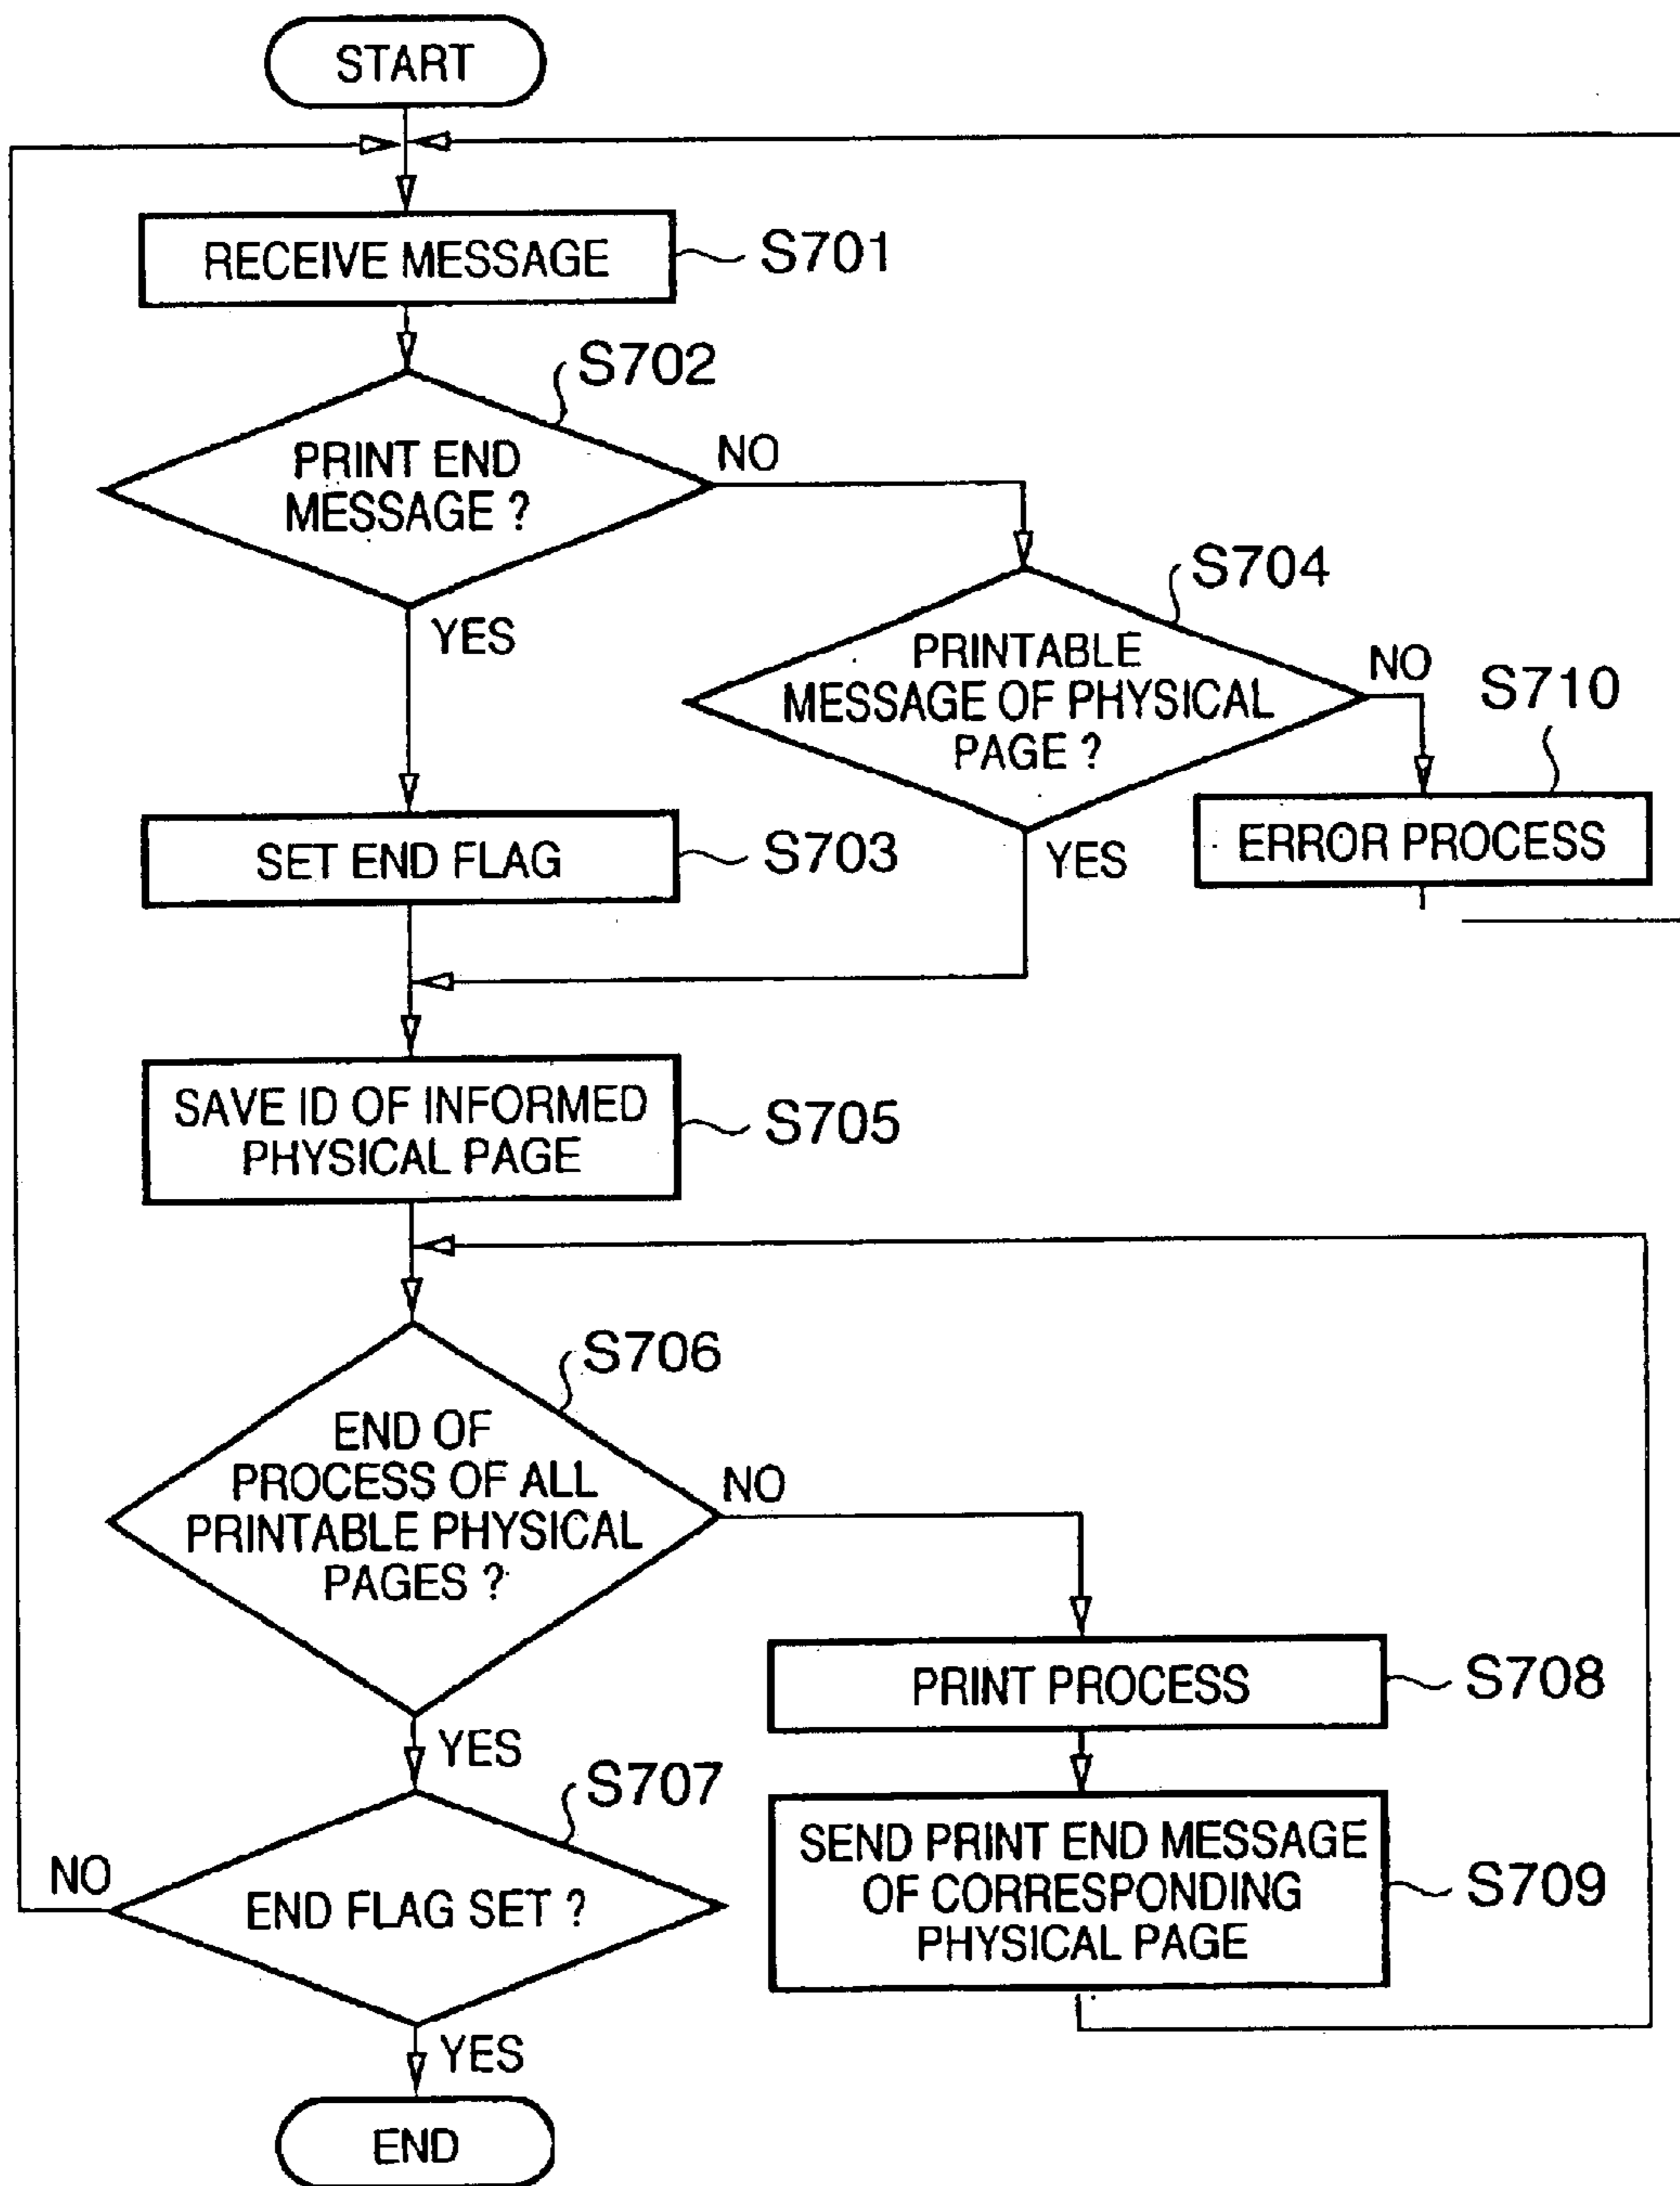 START
RECEIVE MESSAGE
S701
S702
PRINT END
MESSAGE ?
NO
YES
S704
PRINTABLE
MESSAGE OF PHYSICAL
PAGE ?
NO
YES
S710
ERROR PROCESS
SET END FLAG
S703
SAVE ID OF INFORMED
PHYSICAL PAGE
S705
S706
END OF
PROCESS OF ALL
PRINTABLE PHYSICAL
PAGES ?
NO
YES
PRINT PROCESS
S708
S707
END FLAG SET ?
NO
YES
SEND PRINT END MESSAGE
OF CORRESPONDING
PHYSICAL PAGE
S709
END